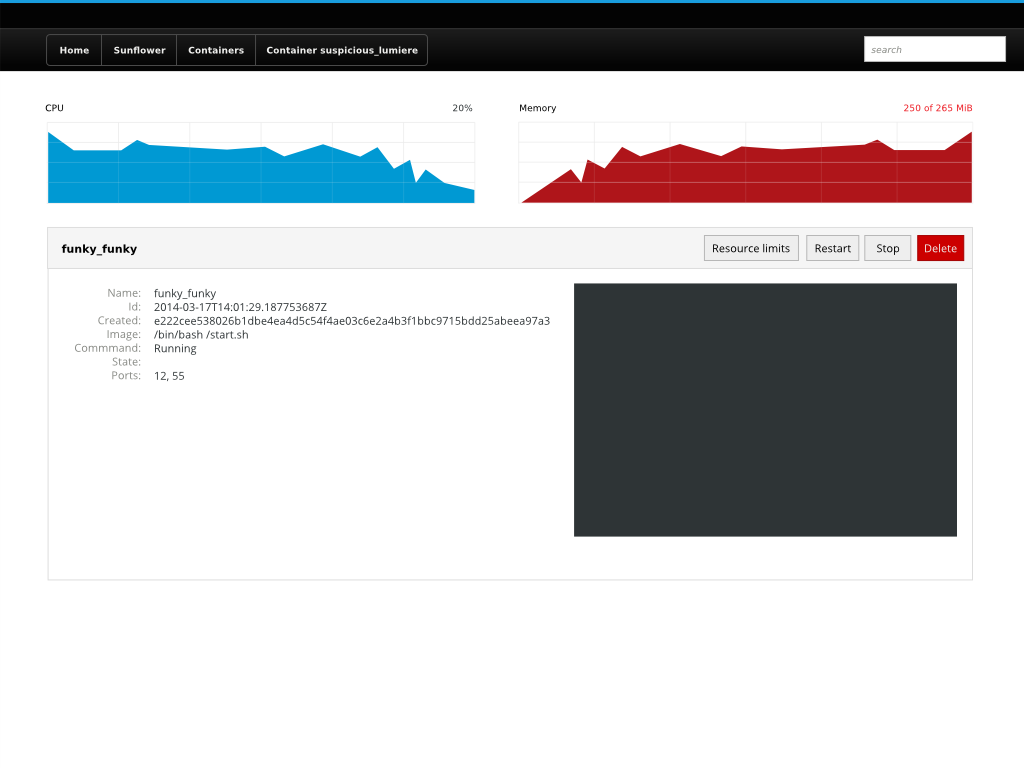 Home Sunflower Containers Container suspicious_lumiere search
CPU 20% Memory 250 of 265 MiB
funky_funky Resource limits Restart Stop Delete
Name: funky_funky
Id: 2014-03-17T14:01:29.187753687Z
Created: e222cee538026b1dbe4ea4d5c54f4ae03c6e2a4b3f1bbc9715bdd25abeea97a3
Image: /bin/bash /start.sh
Commmand: Running
State:
Ports: 12, 55